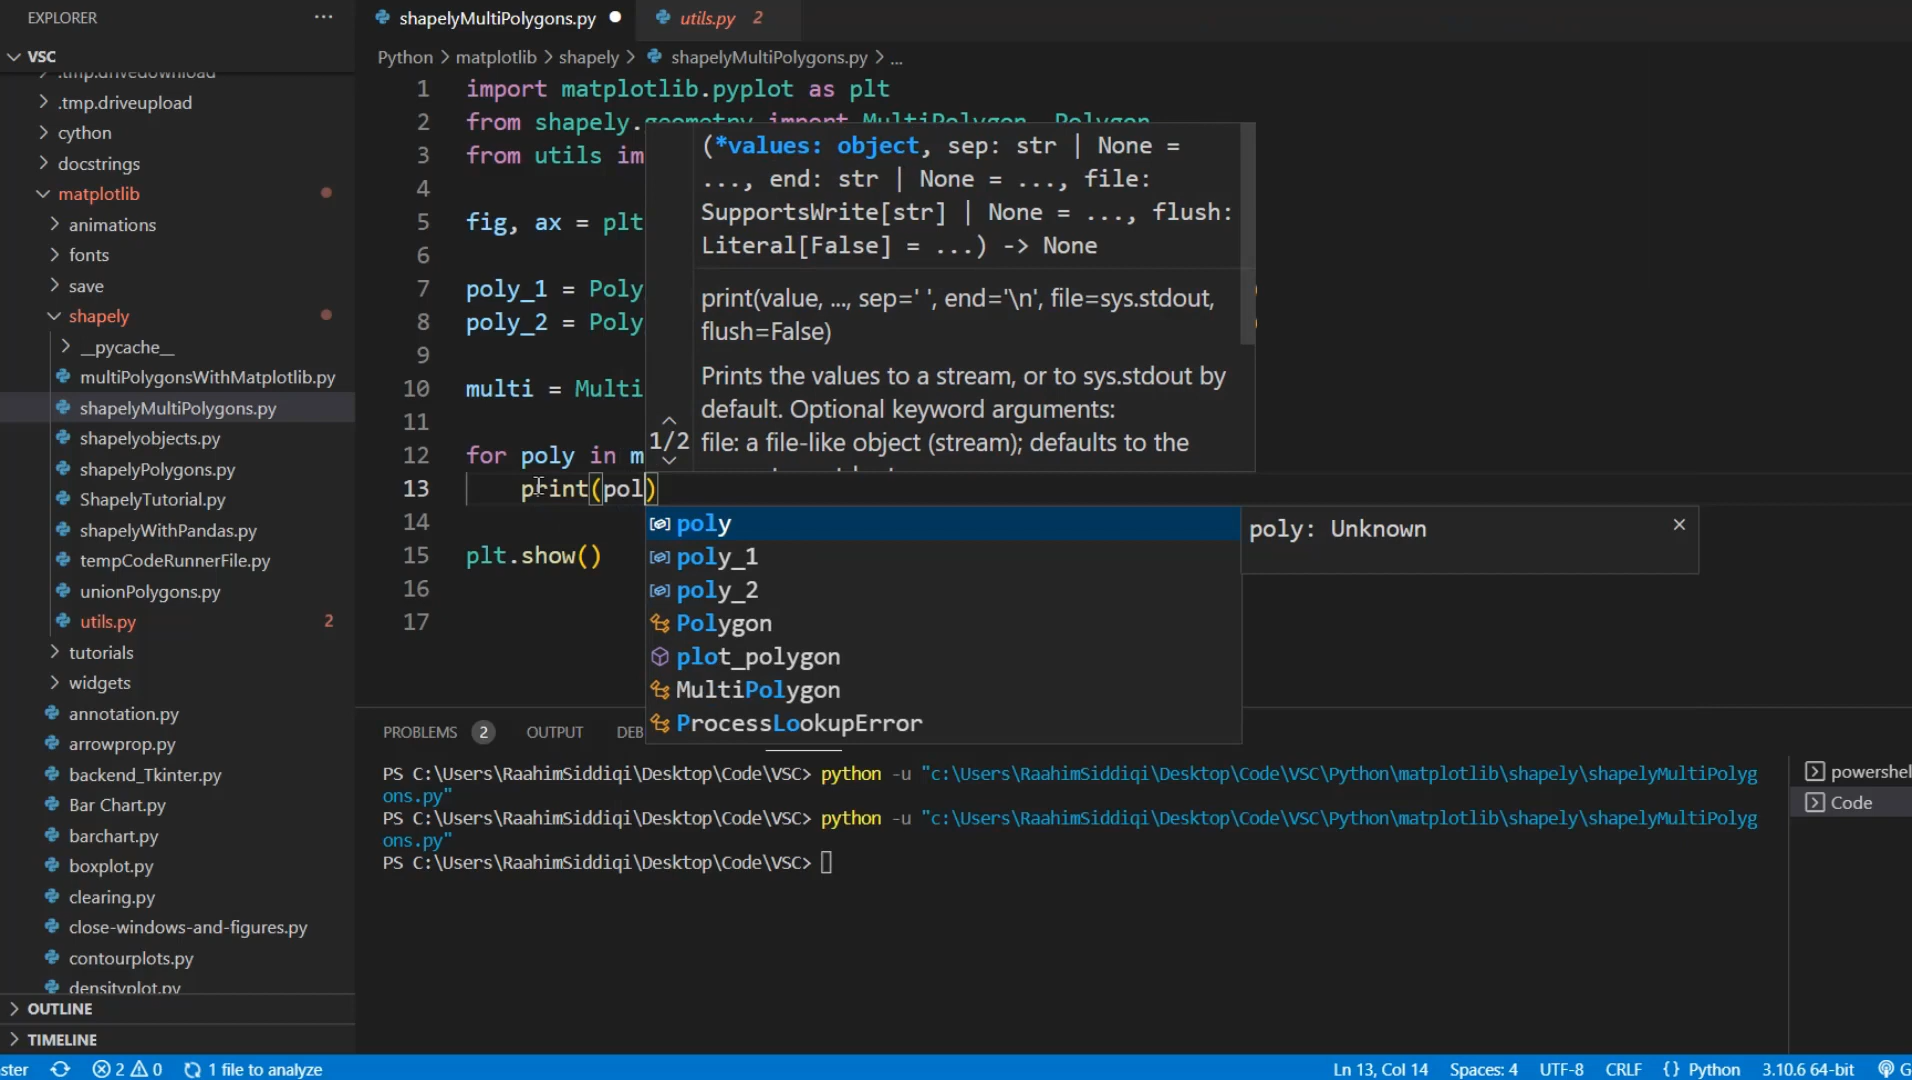 EXPLORER
VSC
.tmp.drivedownload
.tmp.driveupload
cython
docstrings
matplotlib
animations
fonts
save
shapely
__pycache__
multiPolygonsWithMatplotlib.py
shapelyMultiPolygons.py
shapelyobjects.py
shapelyPolygons.py
ShapelyTutorial.py
shapelyWithPandas.py
tempCodeRunnerFile.py
unionPolygons.py
utils.py 2
tutorials
widgets
annotation.py
arrowprop.py
backend_Tkinter.py
Bar Chart.py
barchart.py
boxplot.py
clearing.py
close-windows-and-figures.py
contourplots.py
densityplot.py
OUTLINE
TIMELINE
shapelyMultiPolygons.py utils.py 2
Python > matplotlib > shapely > shapelyMultiPolygons.py > ...
1 import matplotlib.pyplot as plt
2 from shapely.geometry import MultiPolygon, Polygon
3 from utils im
4
5 fig, ax = plt
6
7 poly_1 = Poly
8 poly_2 = Poly
9
10 multi = Multi
11
12 for poly in m
13 print(pol)
14
15 plt.show()
16
17
(*values: object, sep: str | None =
..., end: str | None = ..., file:
SupportsWrite[str] | None = ..., flush:
Literal[False] = ...) -> None
print(value, ..., sep=' ', end='\n', file=sys.stdout,
flush=False)
Prints the values to a stream, or to sys.stdout by
default. Optional keyword arguments:
1/2 file: a file-like object (stream); defaults to the
poly
poly_1
poly_2
Polygon
plot_polygon
MultiPolygon
ProcessLookupError
poly: Unknown
PROBLEMS 2 OUTPUT DEB
PS C:\Users\RaahimSiddiqi\Desktop\Code\VSC> python -u "c:\Users\RaahimSiddiqi\Desktop\Code\VSC\Python\matplotlib\shapely\shapelyMultiPolyg
ons.py"
PS C:\Users\RaahimSiddiqi\Desktop\Code\VSC> python -u "c:\Users\RaahimSiddiqi\Desktop\Code\VSC\Python\matplotlib\shapely\shapelyMultiPolyg
ons.py"
PS C:\Users\RaahimSiddiqi\Desktop\Code\VSC>
powershel
Code
ster 2 0 1 file to analyze Ln 13, Col 14 Spaces: 4 UTF-8 CRLF {} Python 3.10.6 64-bit G